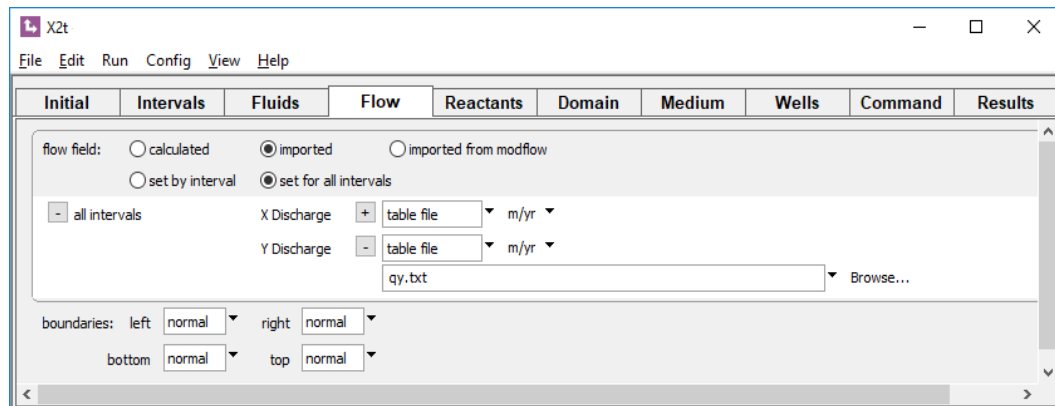 X2t
File Edit Run Config View Help
Initial Intervals Fluids Flow Reactants Domain Medium Wells Command Results
flow field: calculated imported imported from modflow
set by interval set for all intervals
- all intervals X Discharge + table file m/yr
Y Discharge - table file m/yr
qy.txt Browse...
boundaries: left normal right normal
bottom normal top normal